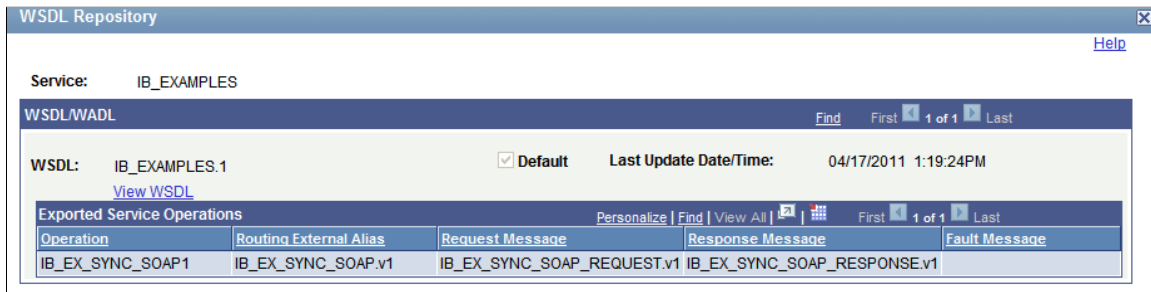 WSDL Repository
Help
Service: IB_EXAMPLES
WSDL/WADL Find First 1 of 1 Last
WSDL: IB_EXAMPLES.1 Default Last Update Date/Time: 04/17/2011 1:19:24PM
View WSDL
Exported Service Operations Personalize | Find | View All | | First 1 of 1 Last
Operation Routing External Alias Request Message Response Message Fault Message
IB_EX_SYNC_SOAP1 IB_EX_SYNC_SOAP.v1 IB_EX_SYNC_SOAP_REQUEST.v1 IB_EX_SYNC_SOAP_RESPONSE.v1